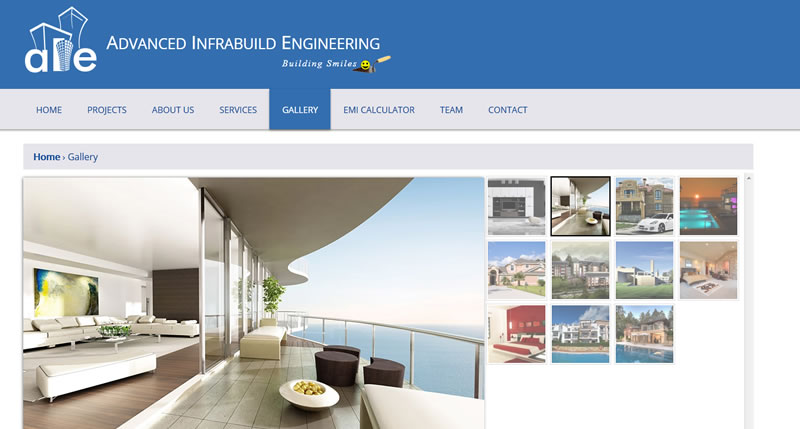 aie
ADVANCED INFRABUILD ENGINEERING
Building Smiles
HOME PROJECTS ABOUT US SERVICES GALLERY EMI CALCULATOR TEAM CONTACT
Home › Gallery